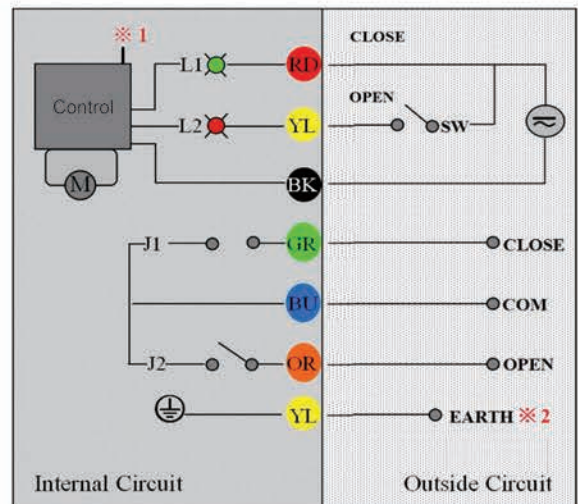 ※ 1
CLOSE
L1 RD
Control
OPEN
L2 YL SW
M
BK
J1 GR CLOSE
BU COM
J2 OR OPEN
YL EARTH ※ 2
Internal Circuit Outside Circuit